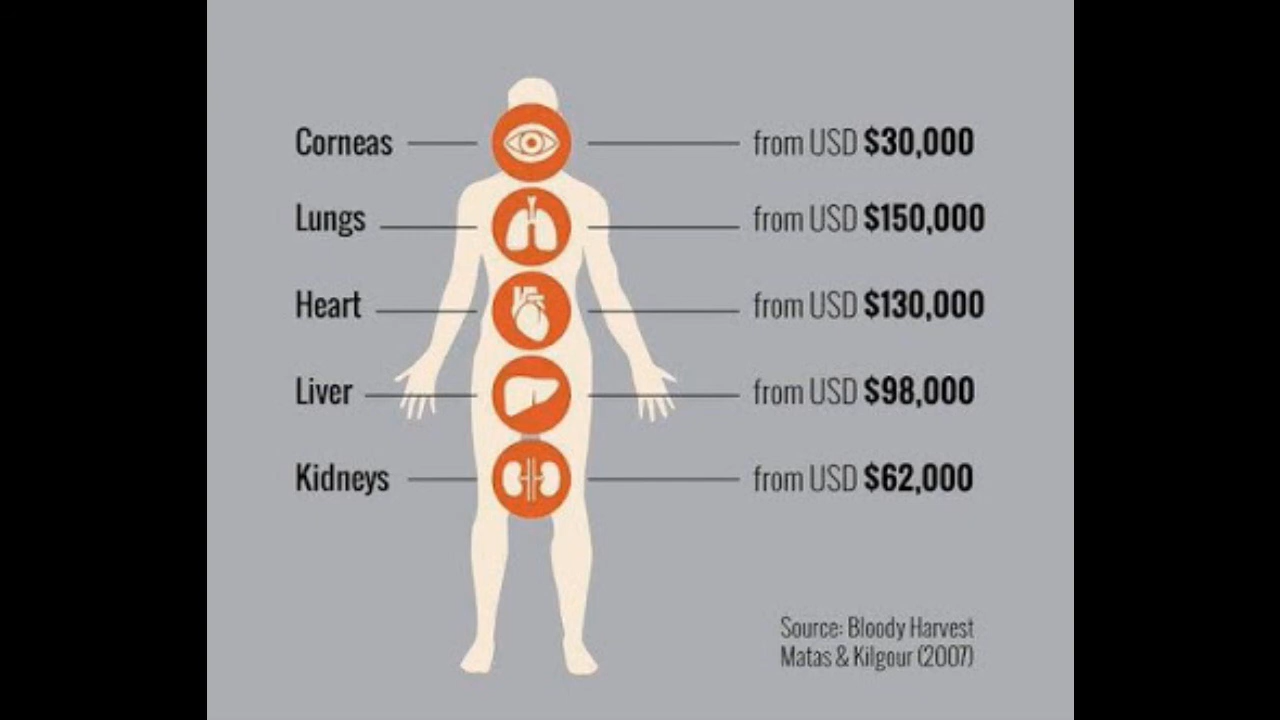 Corneas from USD $30,000
Lungs from USD $150,000
Heart from USD $130,000
Liver from USD $98,000
Kidneys from USD $62,000
Source: Bloody Harvest
Matas & Kilgour (2007)